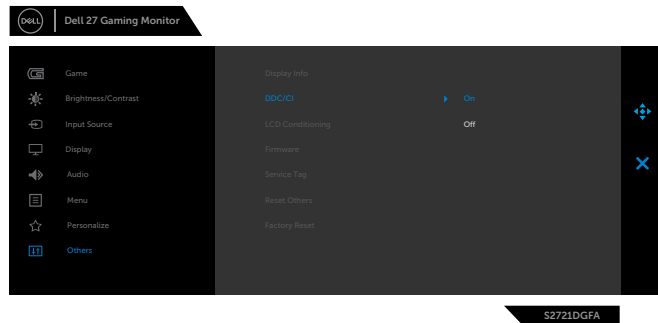 DELL
Dell 27 Gaming Monitor
Game
Display Info
Brightness/Contrast
DDC/CI
On
Input Source
LCD Conditioning
Off
Display
Firmware
Audio
Service Tag
Menu
Reset Others
Personalize
Factory Reset
Others
S2721DGFA